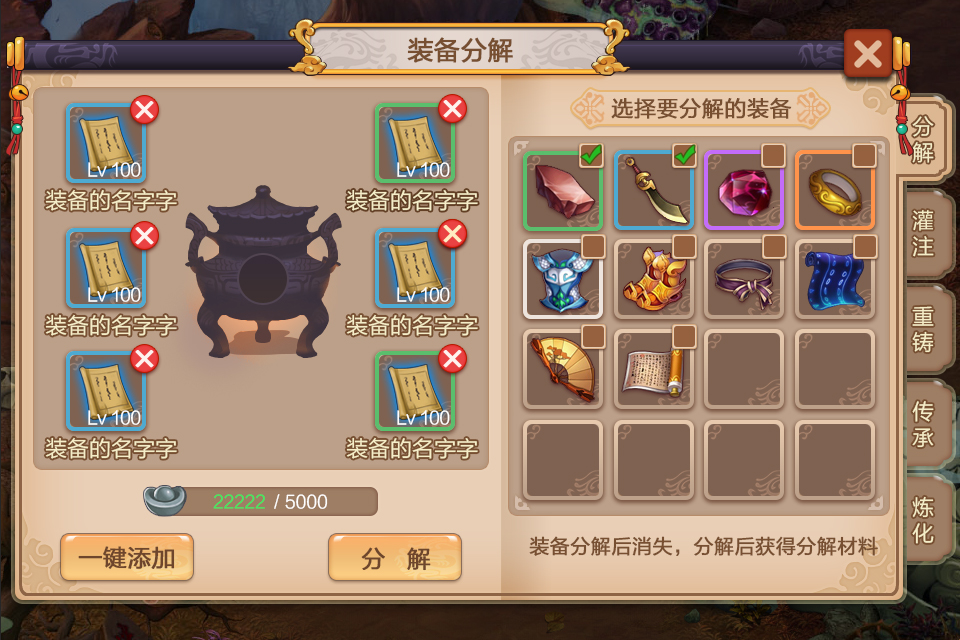 装备分解
选择要分解的装备
Lv 100
装备的名字字
Lv 100
装备的名字字
Lv 100
装备的名字字
Lv 100
装备的名字字
Lv 100
装备的名字字
Lv 100
装备的名字字
22222 / 5000
一键添加
分 解
装备分解后消失，分解后获得分解材料
分解
灌注
重铸
传承
炼化